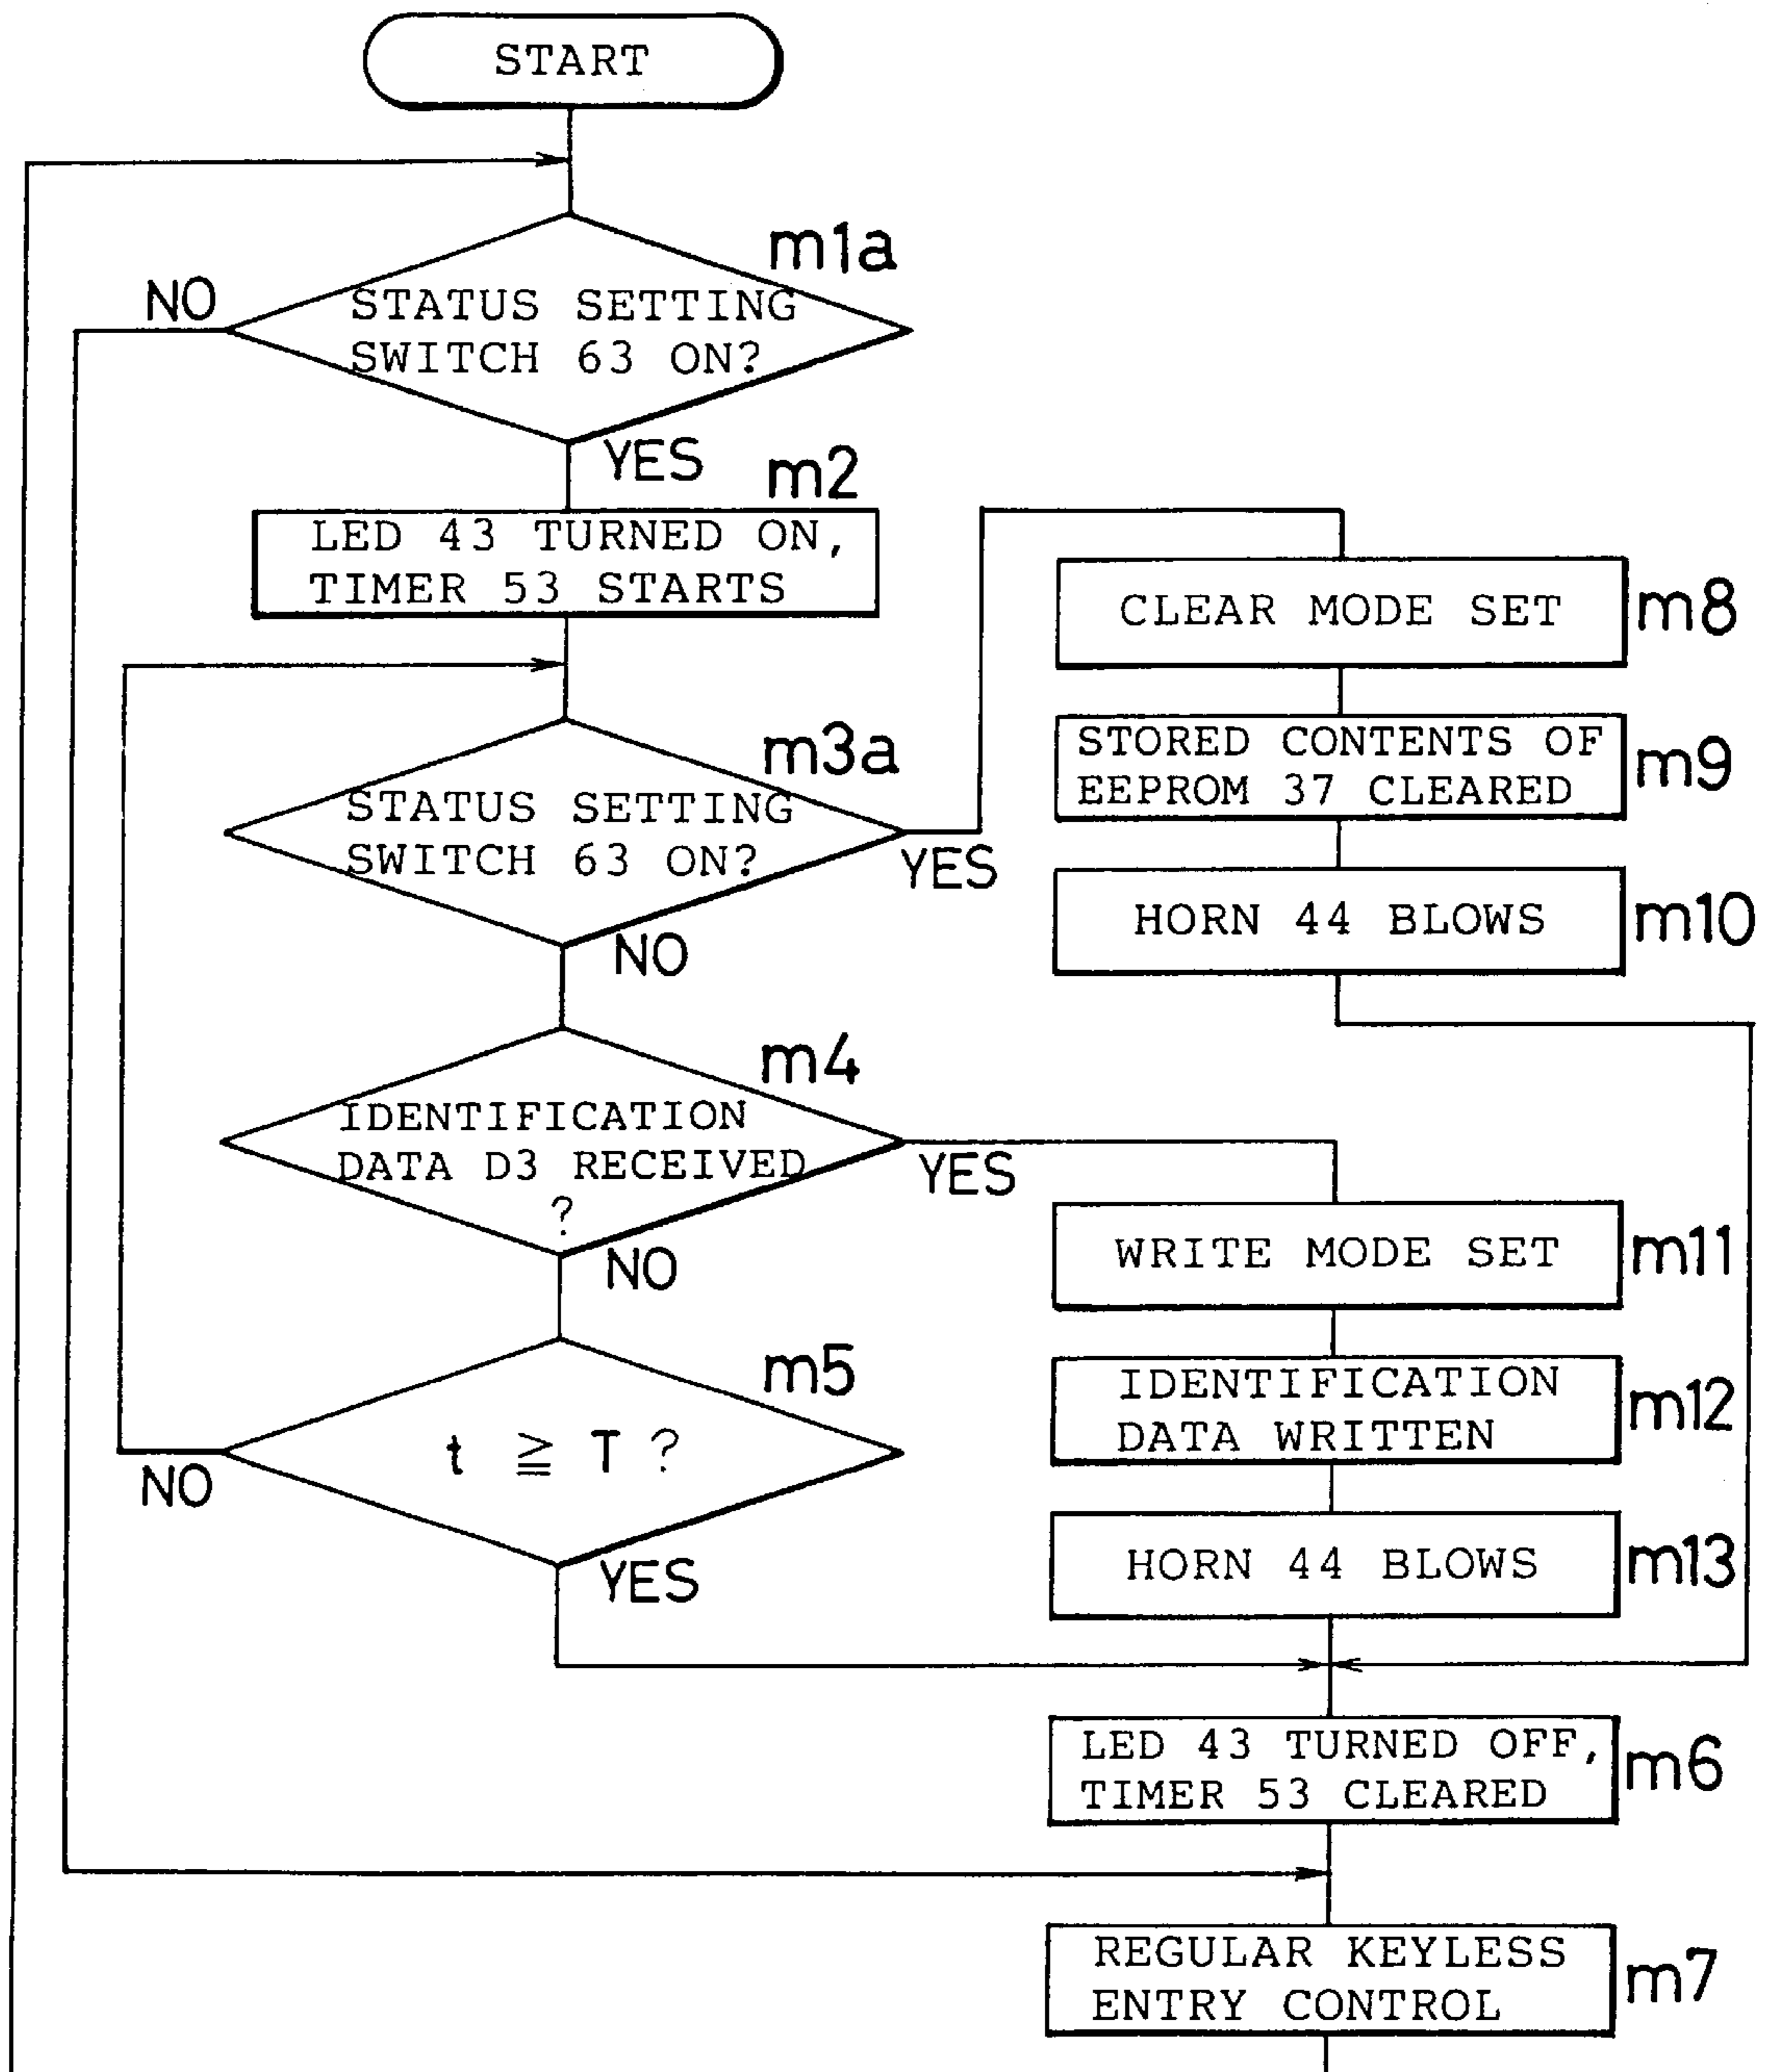 START
m1a
NO
STATUS SETTING
SWITCH 63 ON?
YES
m2
LED 43 TURNED ON,
TIMER 53 STARTS
m3a
STATUS SETTING
SWITCH 63 ON?
YES
NO
CLEAR MODE SET
m8
STORED CONTENTS OF
EEPROM 37 CLEARED
m9
HORN 44 BLOWS
m10
m4
IDENTIFICATION
DATA D3 RECEIVED
?
YES
NO
WRITE MODE SET
m11
m5
t ≧ T ?
NO
YES
IDENTIFICATION
DATA WRITTEN
m12
HORN 44 BLOWS
m13
LED 43 TURNED OFF,
TIMER 53 CLEARED
m6
REGULAR KEYLESS
ENTRY CONTROL
m7